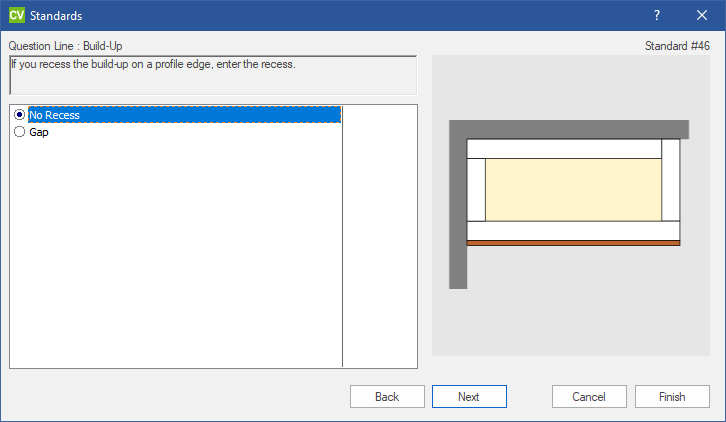 CV Standards ?
Question Line : Build-Up
Standard #46
If you recess the build-up on a profile edge, enter the recess.
No Recess
Gap
Back Next Cancel Finish